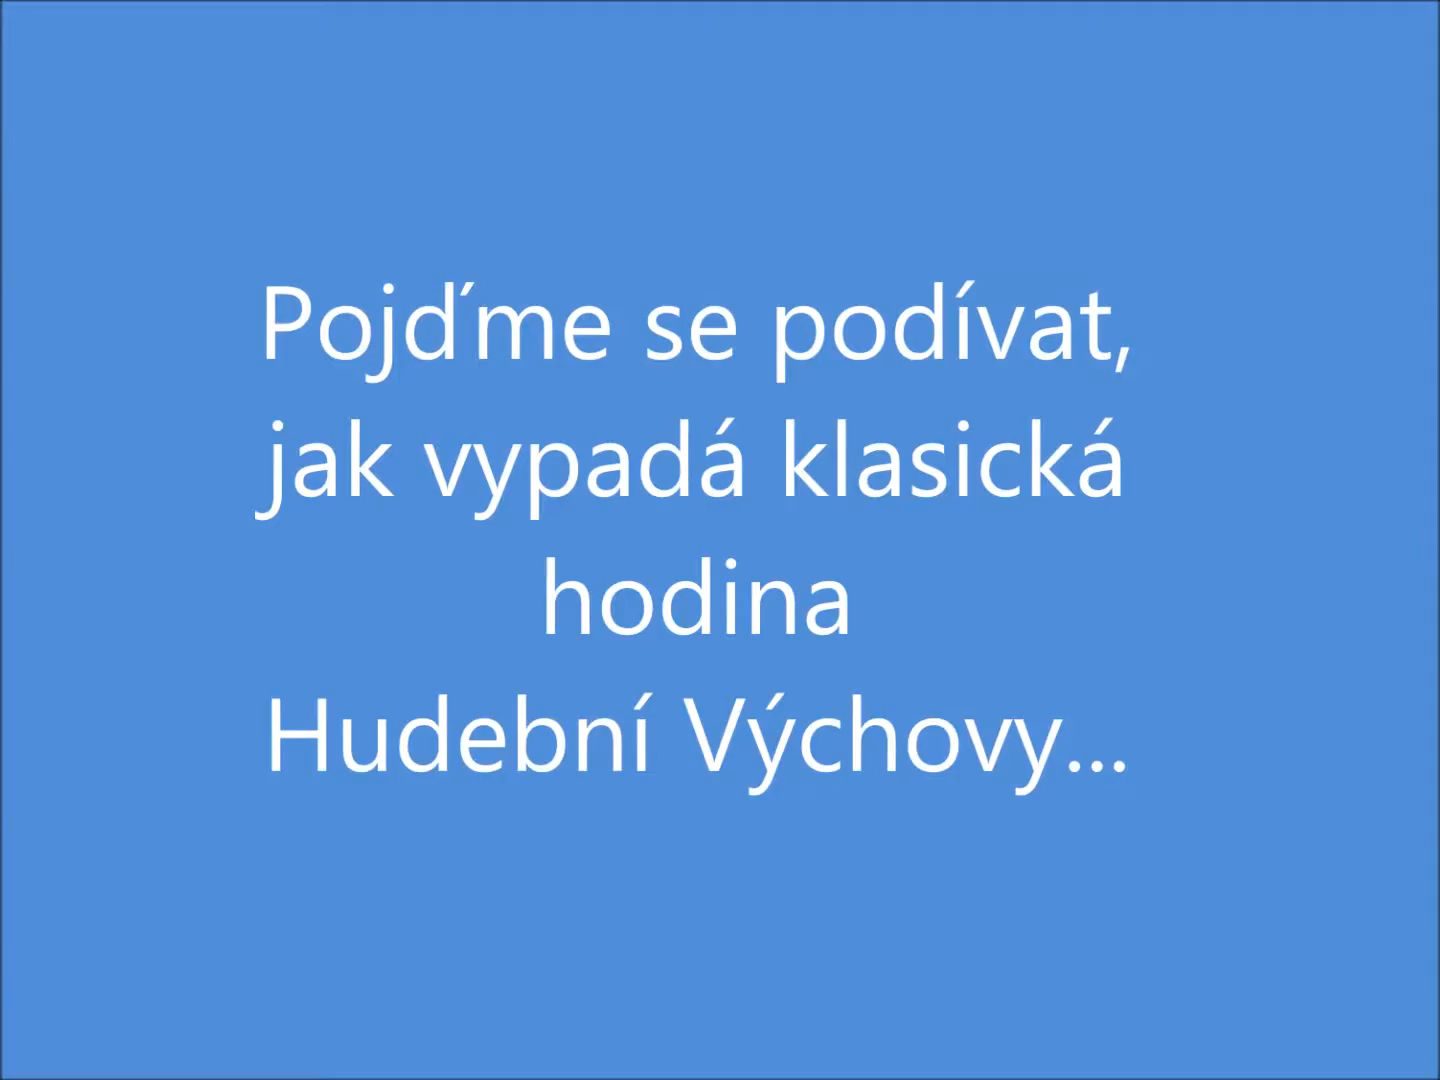 Pojďme se podívat,
jak vypadá klasická
hodina
Hudební Výchovy...